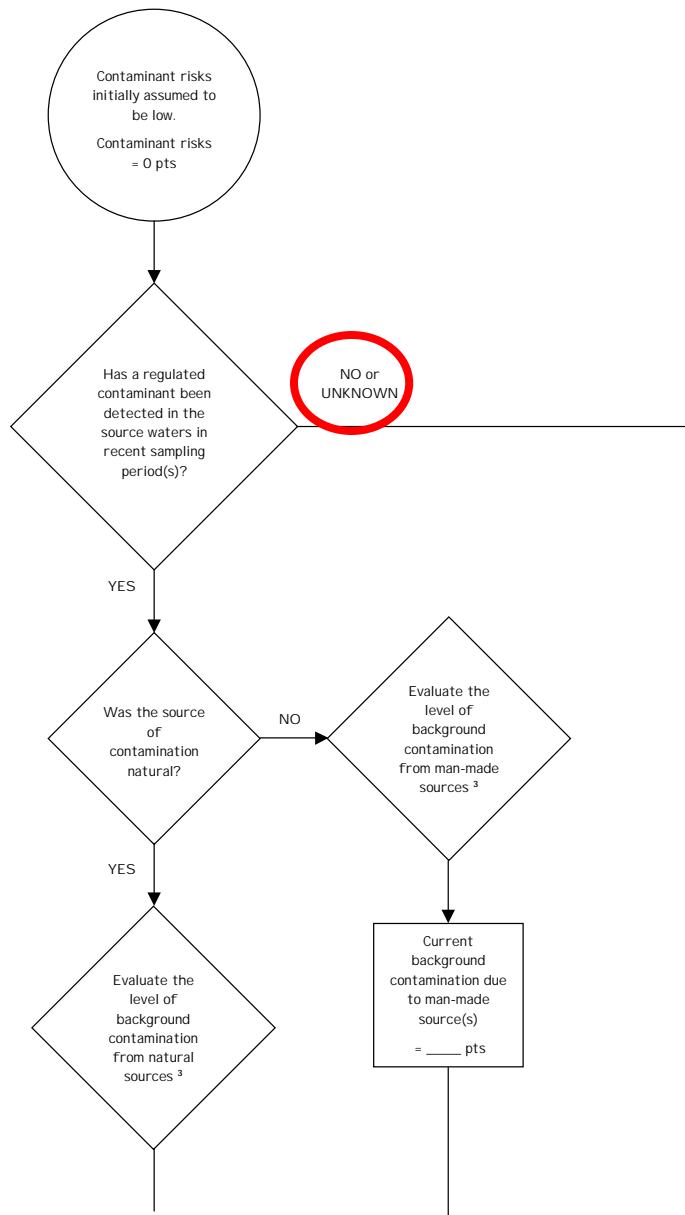 Contaminant risks
initially assumed to
be low.
Contaminant risks
= 0 pts
Has a regulated
contaminant been
detected in the
source waters in
recent sampling
period(s)?
NO or
UNKNOWN
YES
Was the source
of
contamination
natural?
NO
Evaluate the
level of
background
contamination
from man-made
sources ³
YES
Evaluate the
level of
background
contamination
from natural
sources ³
Current
background
contamination due
to man-made
source(s)
= _____ pts